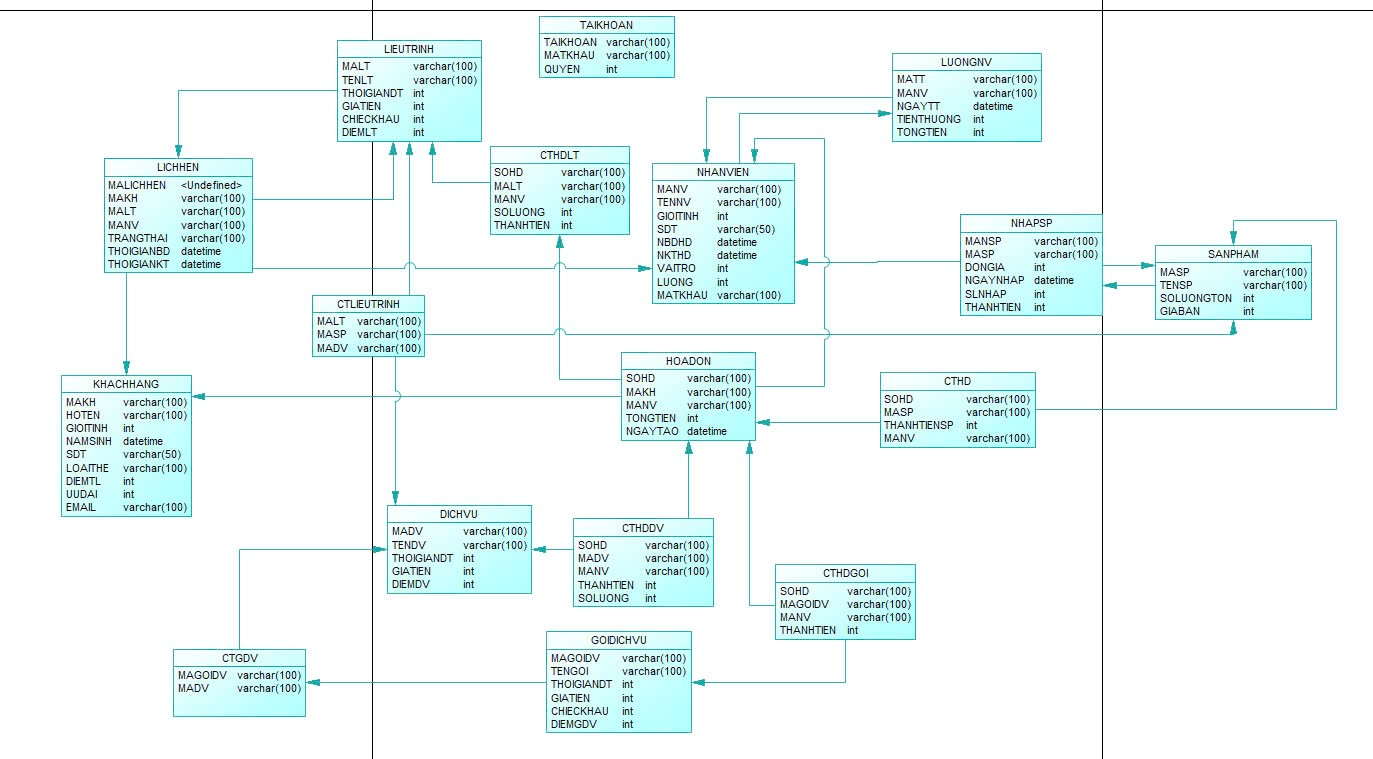 TAIKHOAN
TAIKHOAN varchar(100)
MATKHAU varchar(100)
QUYEN int
LIEUTRINH
MALT varchar(100)
TENLT varchar(100)
THOIGIANDT int
GIATIEN int
CHIECKHAU int
DIEMLT int
LUONGNV
MATT varchar(100)
MANV varchar(100)
NGAYTT datetime
TIENTHUONG int
TONGTIEN int
CTHDLT
SOHD varchar(100)
MALT varchar(100)
MANV varchar(100)
SOLUONG int
THANHTIEN int
LICHHEN
MALICHHEN <Undefined>
MAKH varchar(100)
MALT varchar(100)
MANV varchar(100)
TRANGTHAI varchar(100)
THOIGIANBD datetime
THOIGIANKT datetime
NHANVIEN
MANV varchar(100)
TENNV varchar(100)
GIOITINH int
SDT varchar(50)
NBDHD datetime
NKTHD datetime
VAITRO int
LUONG int
MATKHAU varchar(100)
NHAPSP
MANSP varchar(100)
MASP varchar(100)
DONGIA int
NGAYNHAP datetime
SLNHAP int
THANHTIEN int
SANPHAM
MASP varchar(100)
TENSP varchar(100)
SOLUONGTON int
GIABAN int
CTLIEUTRINH
MALT varchar(100)
MASP varchar(100)
MADV varchar(100)
HOADON
SOHD varchar(100)
MAKH varchar(100)
MANV varchar(100)
TONGTIEN int
NGAYTAO datetime
CTHD
SOHD varchar(100)
MASP varchar(100)
THANHTIENSP int
MANV varchar(100)
KHACHHANG
MAKH varchar(100)
HOTEN varchar(100)
GIOITINH int
NAMSINH datetime
SDT varchar(50)
LOAITHE varchar(100)
DIEMTL int
UUDAI int
EMAIL varchar(100)
DICHVU
MADV varchar(100)
TENDV varchar(100)
THOIGIANDT int
GIATIEN int
DIEMDV int
CTHDDV
SOHD varchar(100)
MADV varchar(100)
MANV varchar(100)
THANHTIEN int
SOLUONG int
CTHDGOI
SOHD varchar(100)
MAGOIDV varchar(100)
MANV varchar(100)
THANHTIEN int
GOIDICHVU
MAGOIDV varchar(100)
TENGOI varchar(100)
THOIGIANDT int
GIATIEN int
CHIECKHAU int
DIEMGDV int
CTGDV
MAGOIDV varchar(100)
MADV varchar(100)